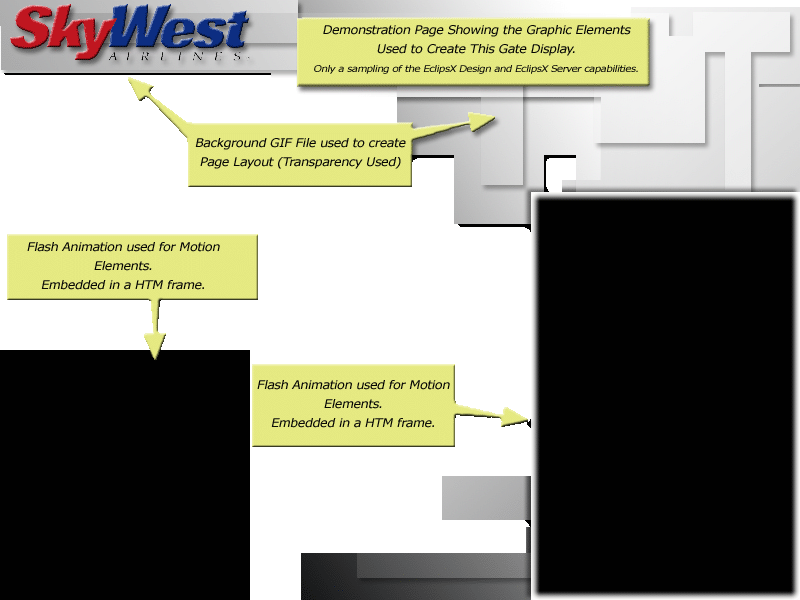 SkyWest
AIRLINES
Demonstration Page Showing the Graphic Elements
Used to Create This Gate Display.
Only a sampling of the EclipsX Design and EclipsX Server capabilities.
Background GIF File used to create
Page Layout (Transparency Used)
Flash Animation used for Motion
Elements.
Embedded in a HTM frame.
Flash Animation used for Motion
Elements.
Embedded in a HTM frame.